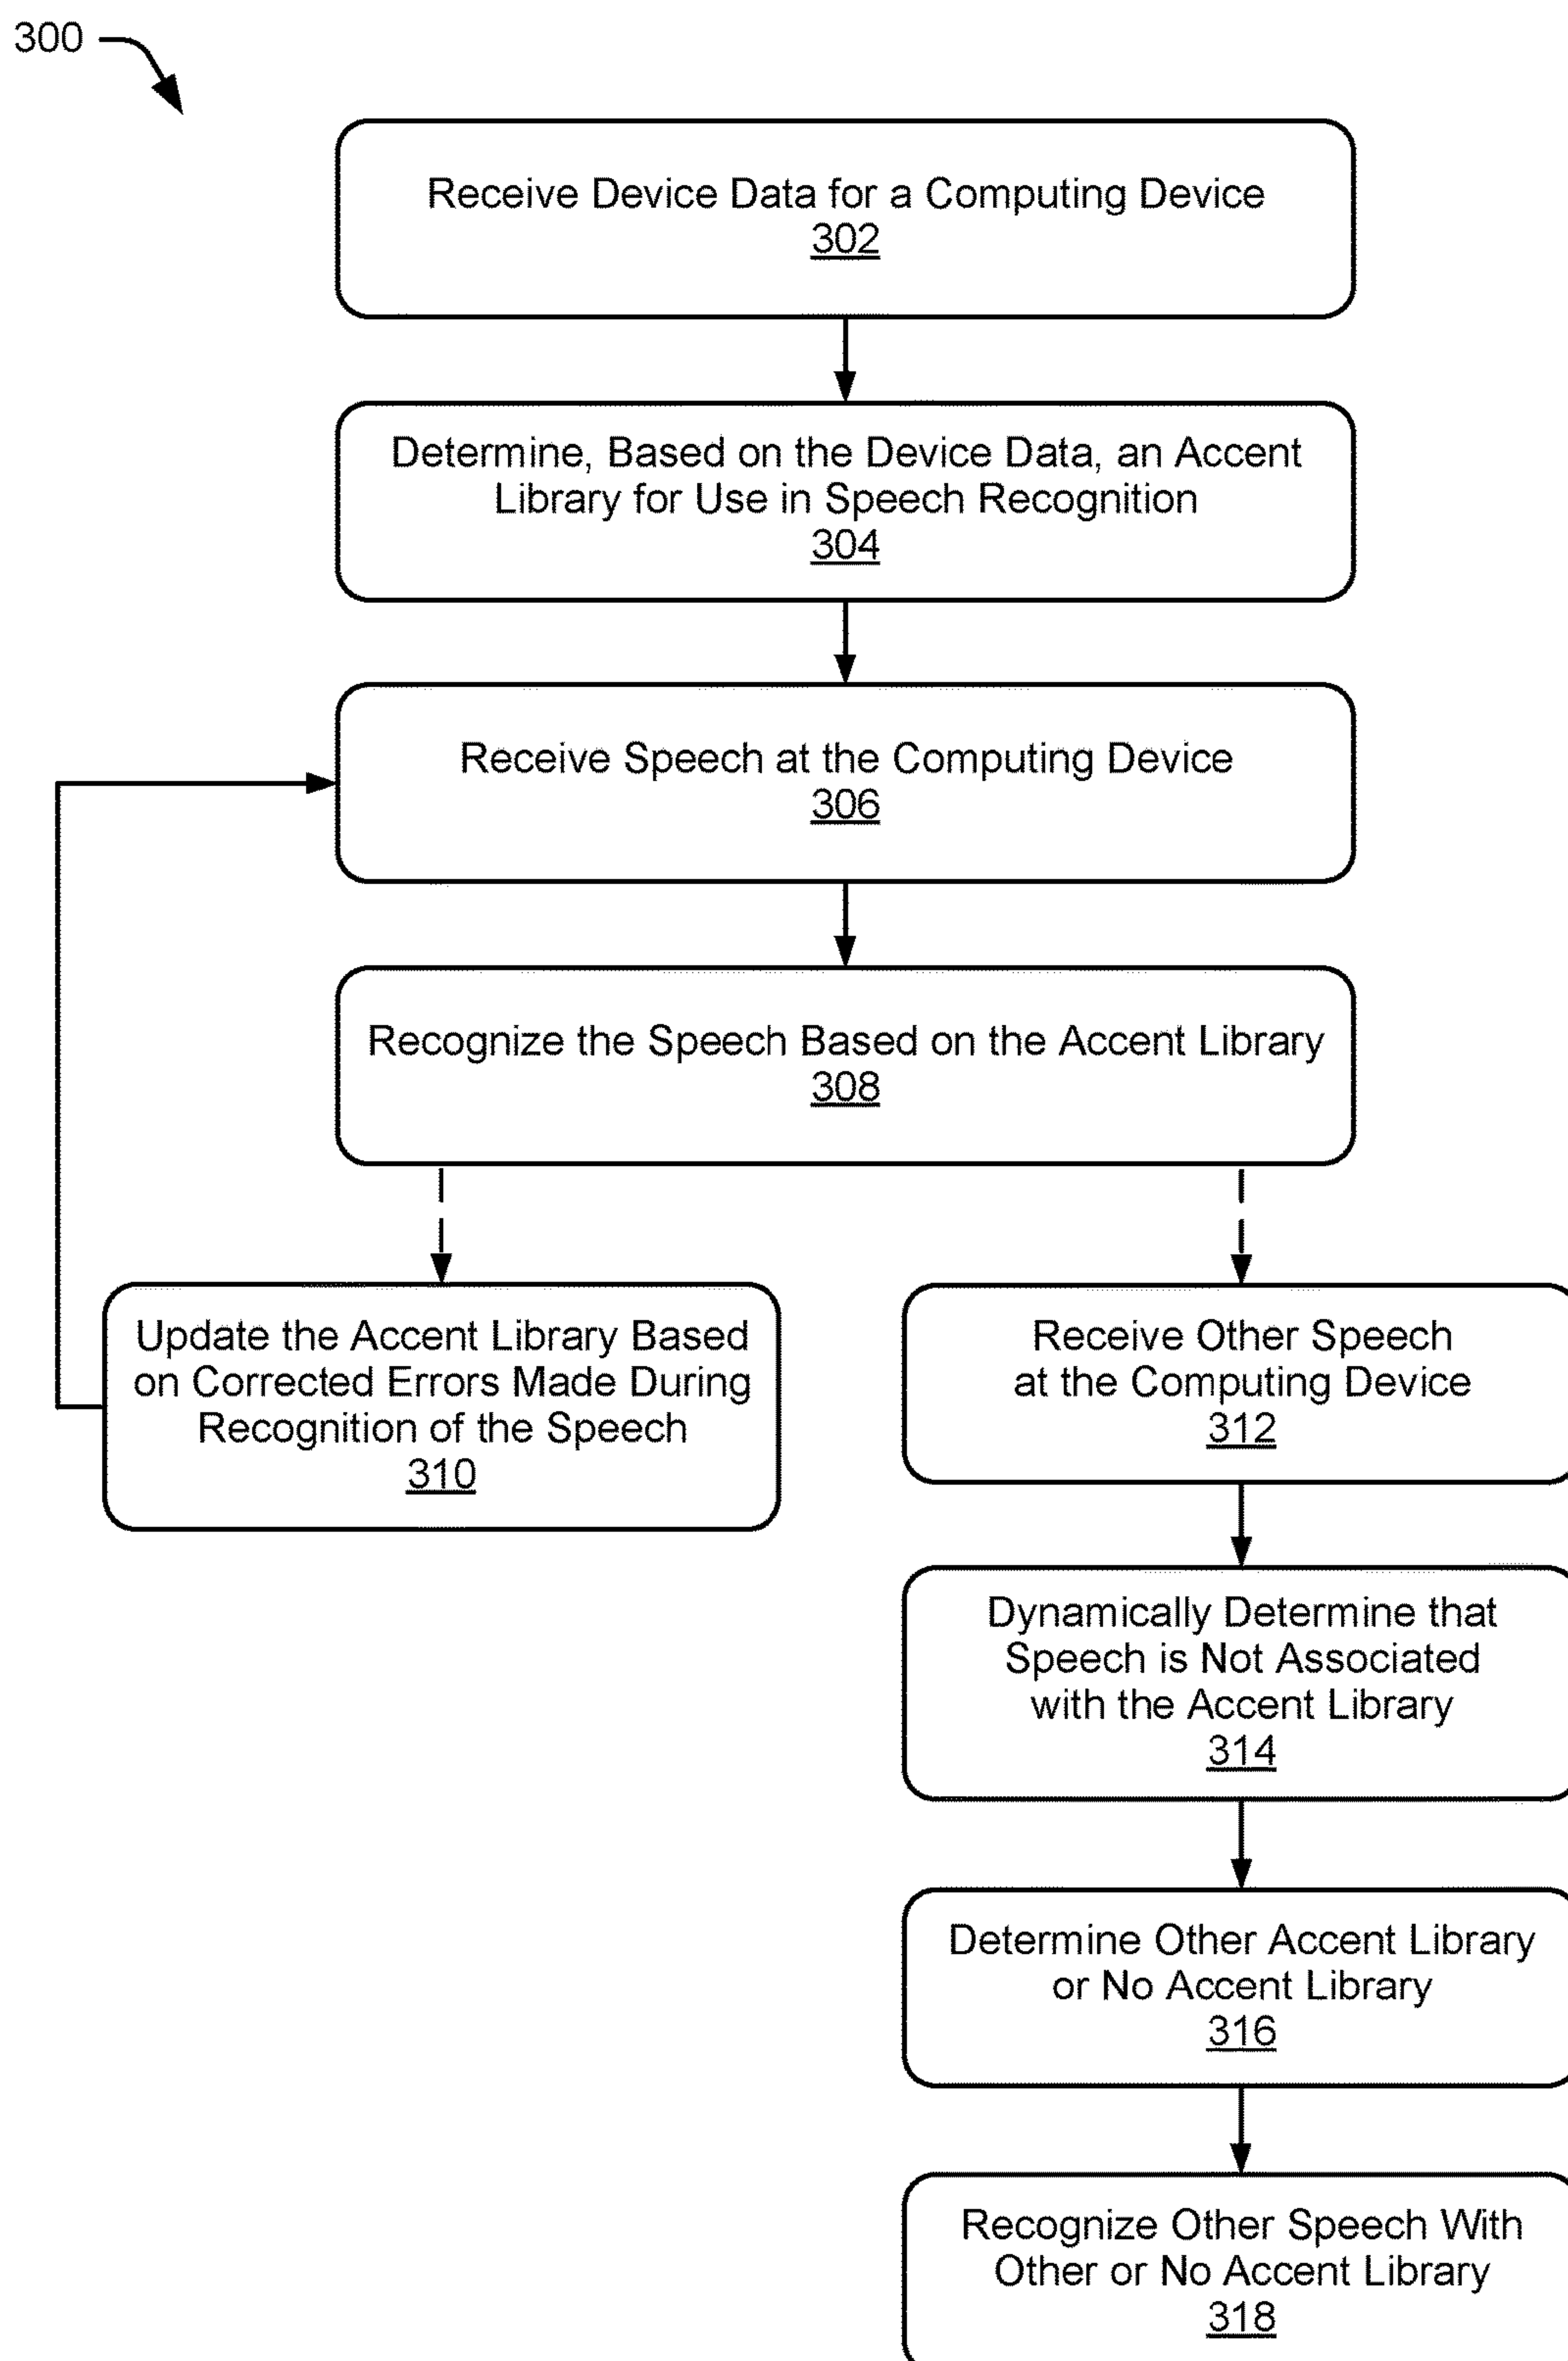 300
Receive Device Data for a Computing Device
302
Determine, Based on the Device Data, an Accent
Library for Use in Speech Recognition
304
Receive Speech at the Computing Device
306
Recognize the Speech Based on the Accent Library
308
Update the Accent Library Based
on Corrected Errors Made During
Recognition of the Speech
310
Receive Other Speech
at the Computing Device
312
Dynamically Determine that
Speech is Not Associated
with the Accent Library
314
Determine Other Accent Library
or No Accent Library
316
Recognize Other Speech With
Other or No Accent Library
318